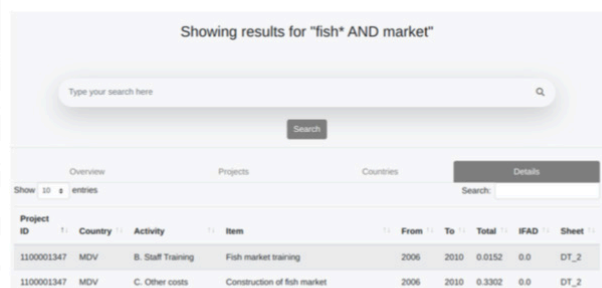 Showing results for "fish* AND market"
Type your search here
Search
Overview Projects Countries Details
Show 10 entries Search:
Project
ID Country Activity Item From To Total IFAD Sheet
1100001347 MDV B. Staff Training Fish market training 2006 2010 0.0152 0.0 DT_2
1100001347 MDV C. Other costs Construction of fish market 2006 2010 0.3302 0.0 DT_2